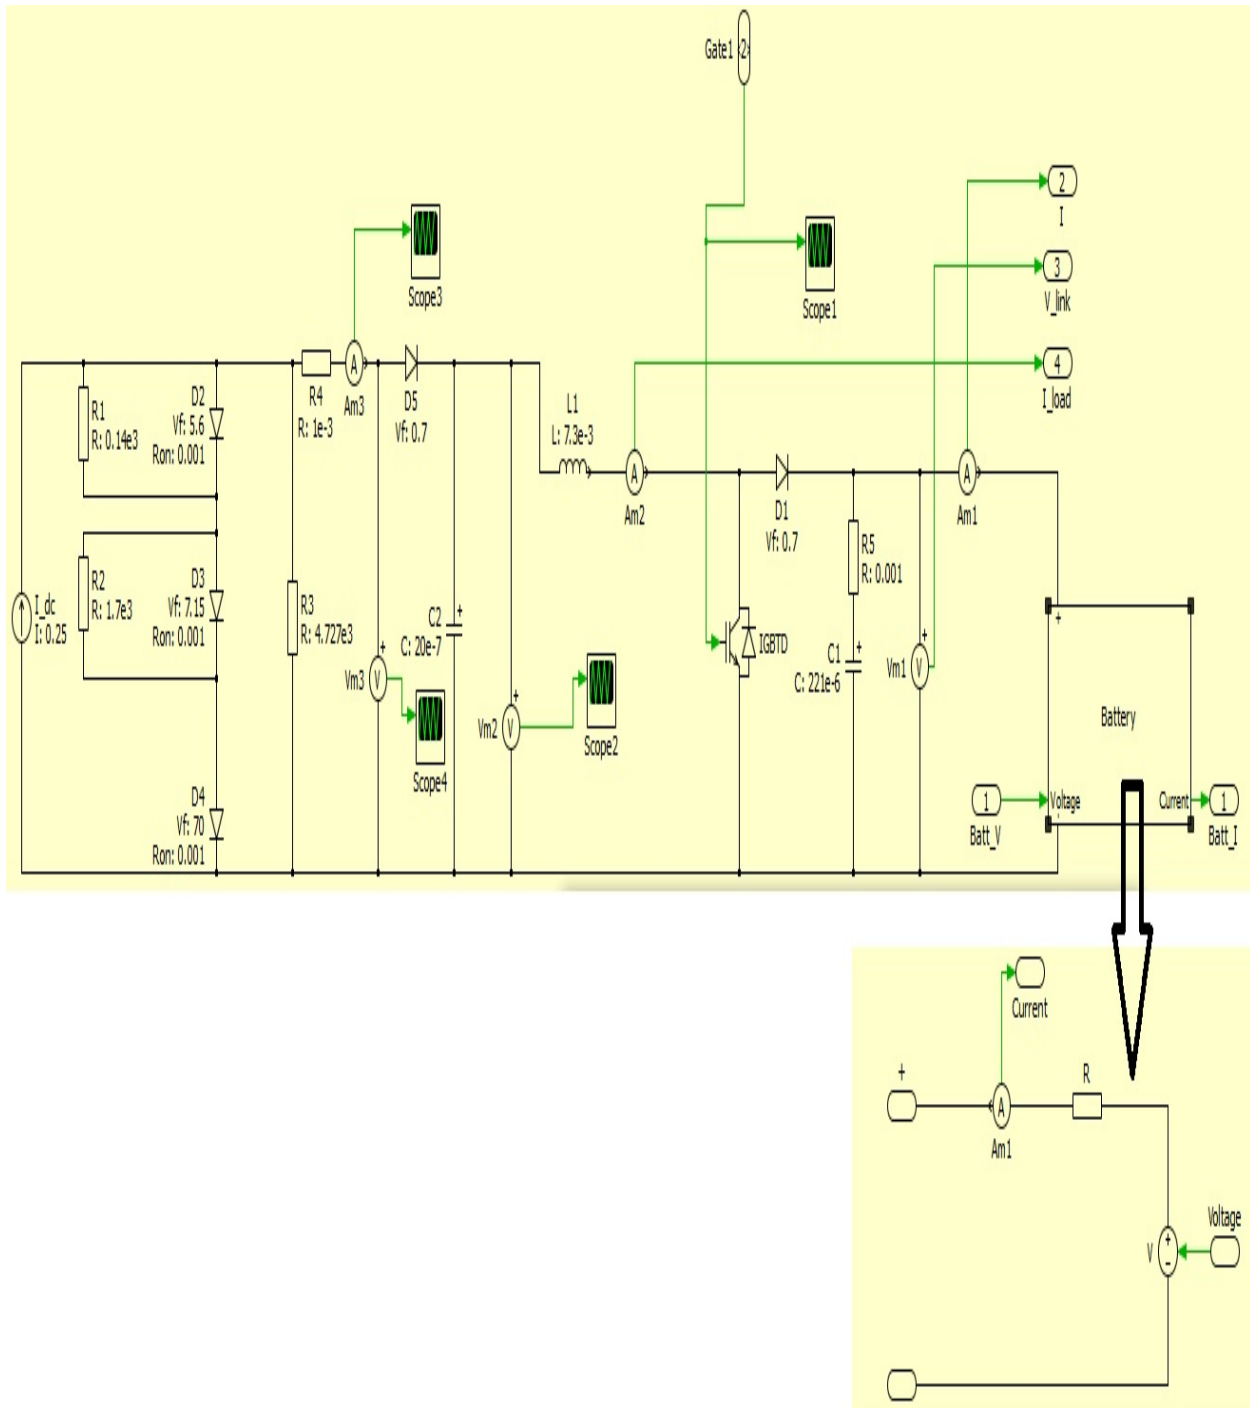 Gate1
2
2
I
Scope3
Scope1
3
V_link
A
Am3
R4
R: 1e-3
D5
Vf: 0.7
4
I_load
R1
R: 0.14e3
D2
Vf: 5.6
Ron: 0.001
L1
L: 7.3e-3
A
Am2
D1
Vf: 0.7
A
Am1
R5
R: 0.001
R2
R: 1.7e3
D3
Vf: 7.15
Ron: 0.001
I_dc
I: 0.25
R3
R: 4.727e3
C2
C: 20e-7
+
+
IGBTD
+
C1
C: 221e-6
+
Vm1
V
+
Vm3
V
Scope4
+
Vm2
V
Scope2
Battery
D4
Vf: 70
Ron: 0.001
1
Batt_V
Voltage
Current
1
Batt_I
Current
+
A
Am1
R
Voltage
V
+
-